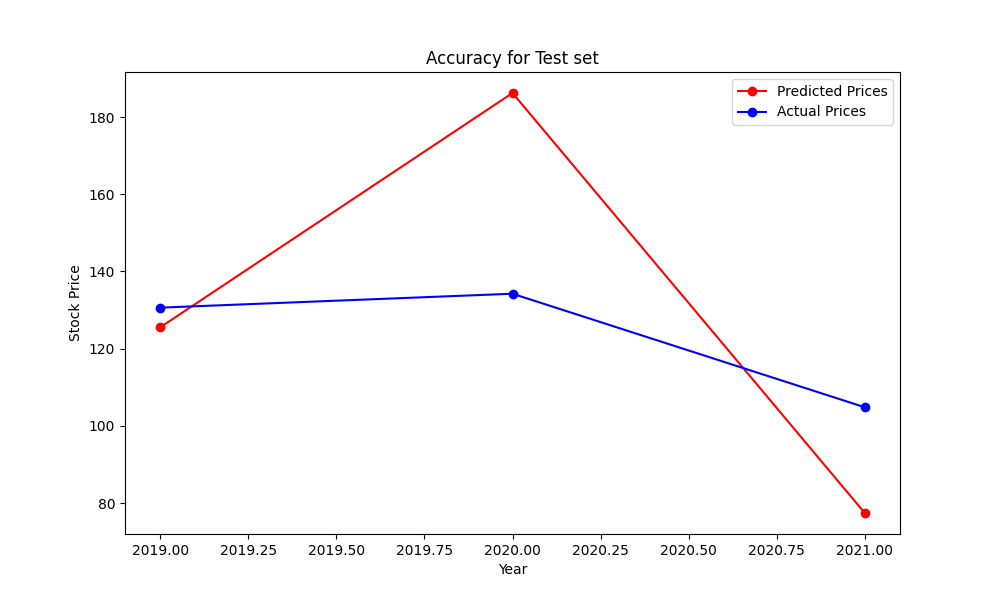 Accuracy for Test set
Predicted Prices
Actual Prices
180
160
140
120
100
80
Stock Price
2019.00 2019.25 2019.50 2019.75 2020.00 2020.25 2020.50 2020.75 2021.00
Year